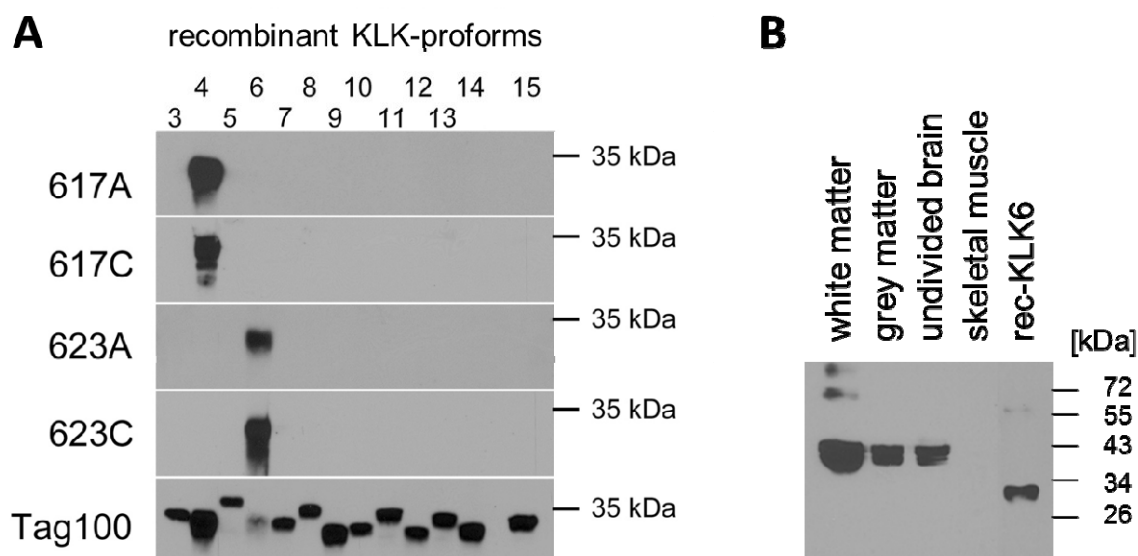 A
recombinant KLK-proforms
4 6 8 10 12 14 15
3 5 7 9 11 13
617A
35 kDa
617C
35 kDa
623A
35 kDa
623C
35 kDa
Tag100
35 kDa
B
white matter
grey matter
undivided brain
skeletal muscle
rec-KLK6
[kDa]
72
55
43
34
26